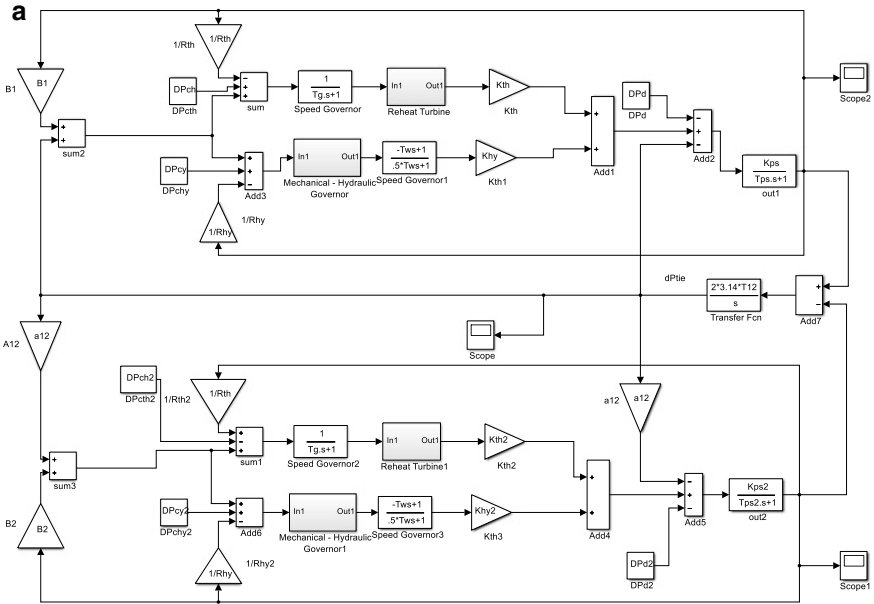 a
1/Rth
1/Rth
B1
B1
DPch
DPcth
sum
1
Tg.s+1
Speed Governor
In1 Out1
Reheat Turbine
Kth
Kth
DPd
DPd
Scope2
sum2
Add2
Add1
DPcy
DPchy
Add3
In1 Out1
Mechanical - Hydraulic
Governor
-Tws+1
.5*Tws+1
Speed Governor1
Khy
Kth1
Kps
Tps.s+1
out1
1/Rhy
1/Rhy
dPtie
2*3.14*T12
s
Transfer Fcn
Add7
Scope
A12
a12
DPch2
DPcth2
1/Rth2
1/Rth
a12
a12
sum1
1
Tg.s+1
Speed Governor2
In1 Out1
Reheat Turbine1
Kth2
Kth2
sum3
Kps2
Tps2.s+1
out2
Add5
Add4
B2
B2
DPcy2
DPchy2
Add6
In1 Out1
Mechanical - Hydraulic
Governor1
-Tws+1
.5*Tws+1
Speed Governor3
Khy2
Kth3
1/Rhy
1/Rhy2
DPd2
DPd2
Scope1